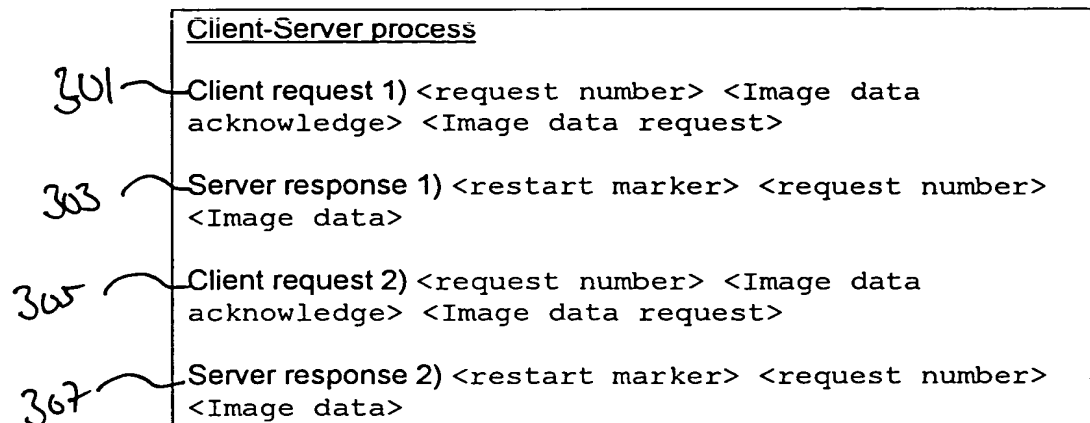 Client-Server process
301 Client request 1) <request number> <Image data
acknowledge> <Image data request>
303 Server response 1) <restart marker> <request number>
<Image data>
305 Client request 2) <request number> <Image data
acknowledge> <Image data request>
307 Server response 2) <restart marker> <request number>
<Image data>